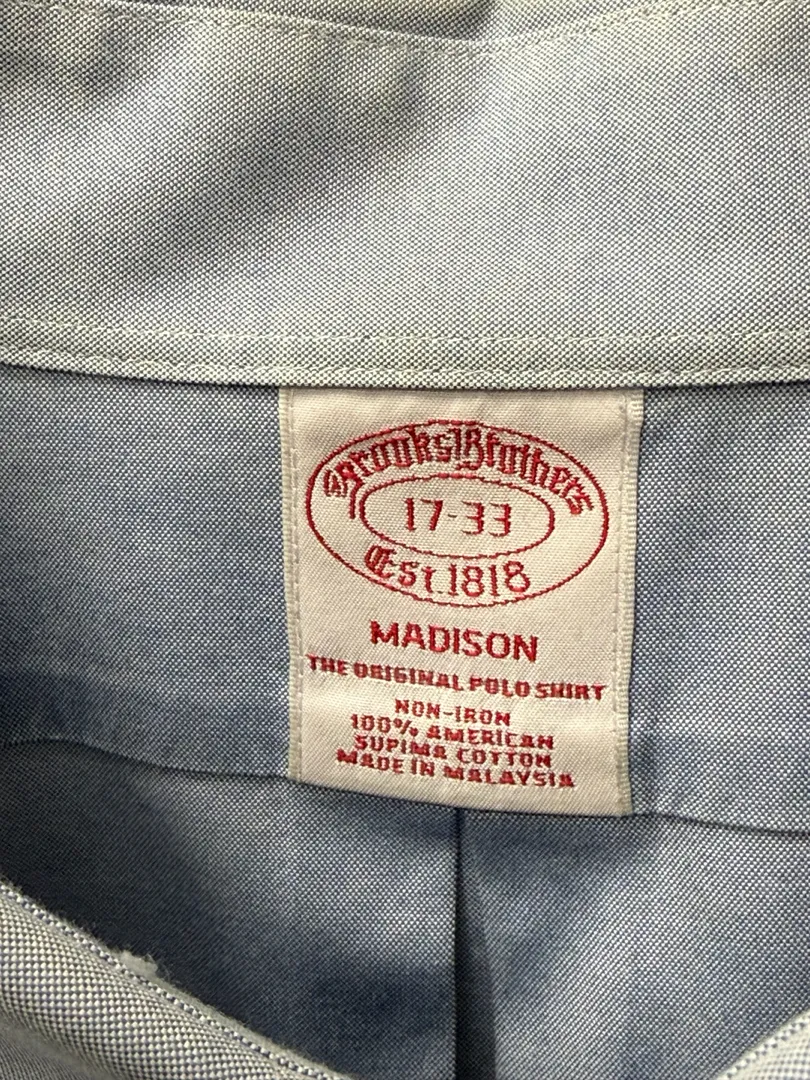 Brooks Brothers
17-33
Est. 1818
MADISON
THE ORIGINAL POLO SHIRT
NON-IRON
100% AMERICAN
SUPIMA COTTON
MADE IN MALAYSIA